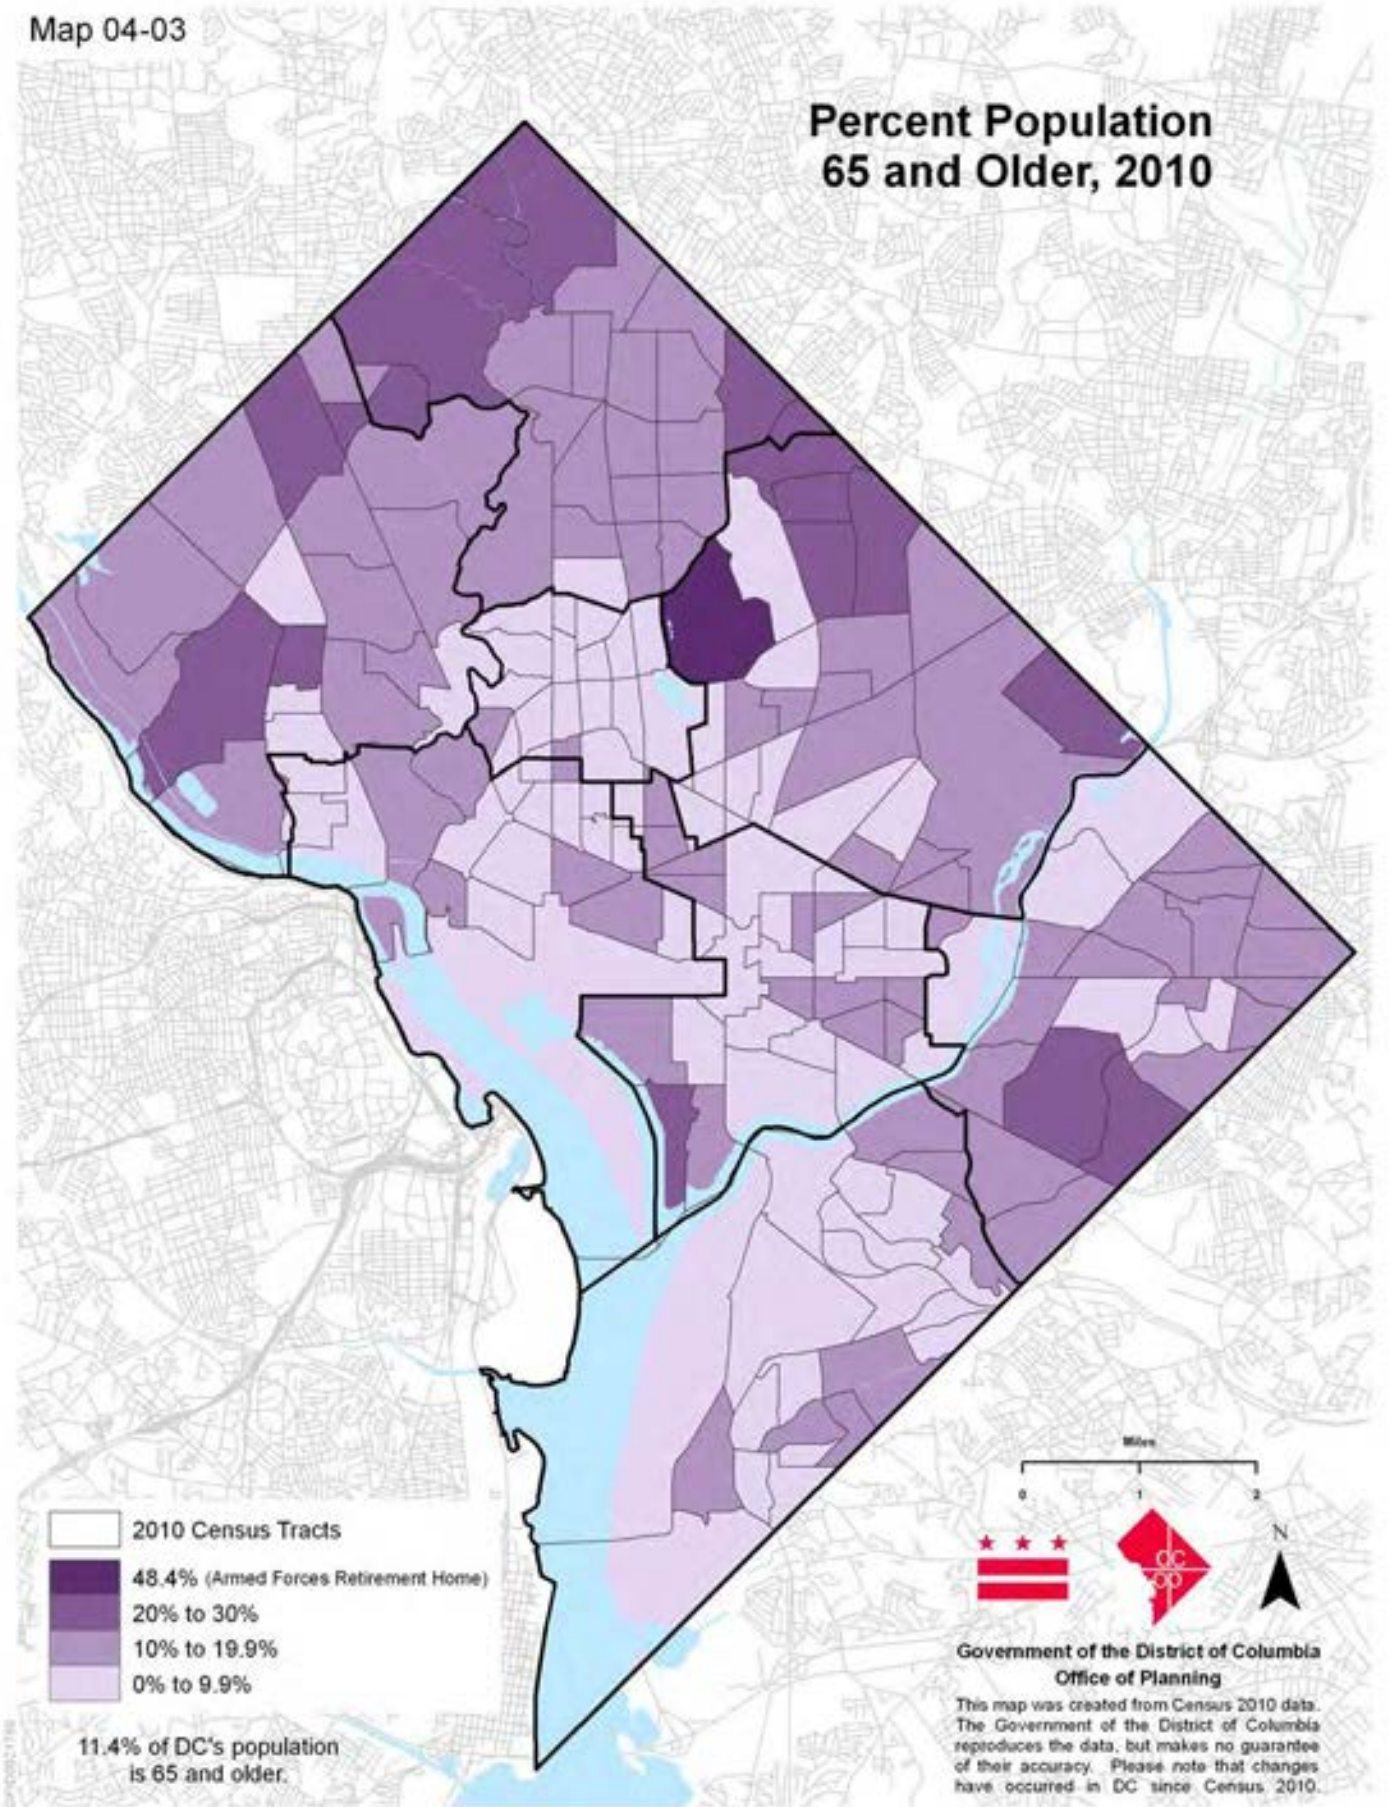 Map 04-03
Percent Population
65 and Older, 2010
2010 Census Tracts
48.4% (Armed Forces Retirement Home)
20% to 30%
10% to 19.9%
0% to 9.9%
11.4% of DC's population
is 65 and older.
Miles
0 1 2
N
dc
op
Government of the District of Columbia
Office of Planning
This map was created from Census 2010 data.
The Government of the District of Columbia
reproduces the data, but makes no guarantee
of their accuracy. Please note that changes
have occurred in DC since Census 2010.